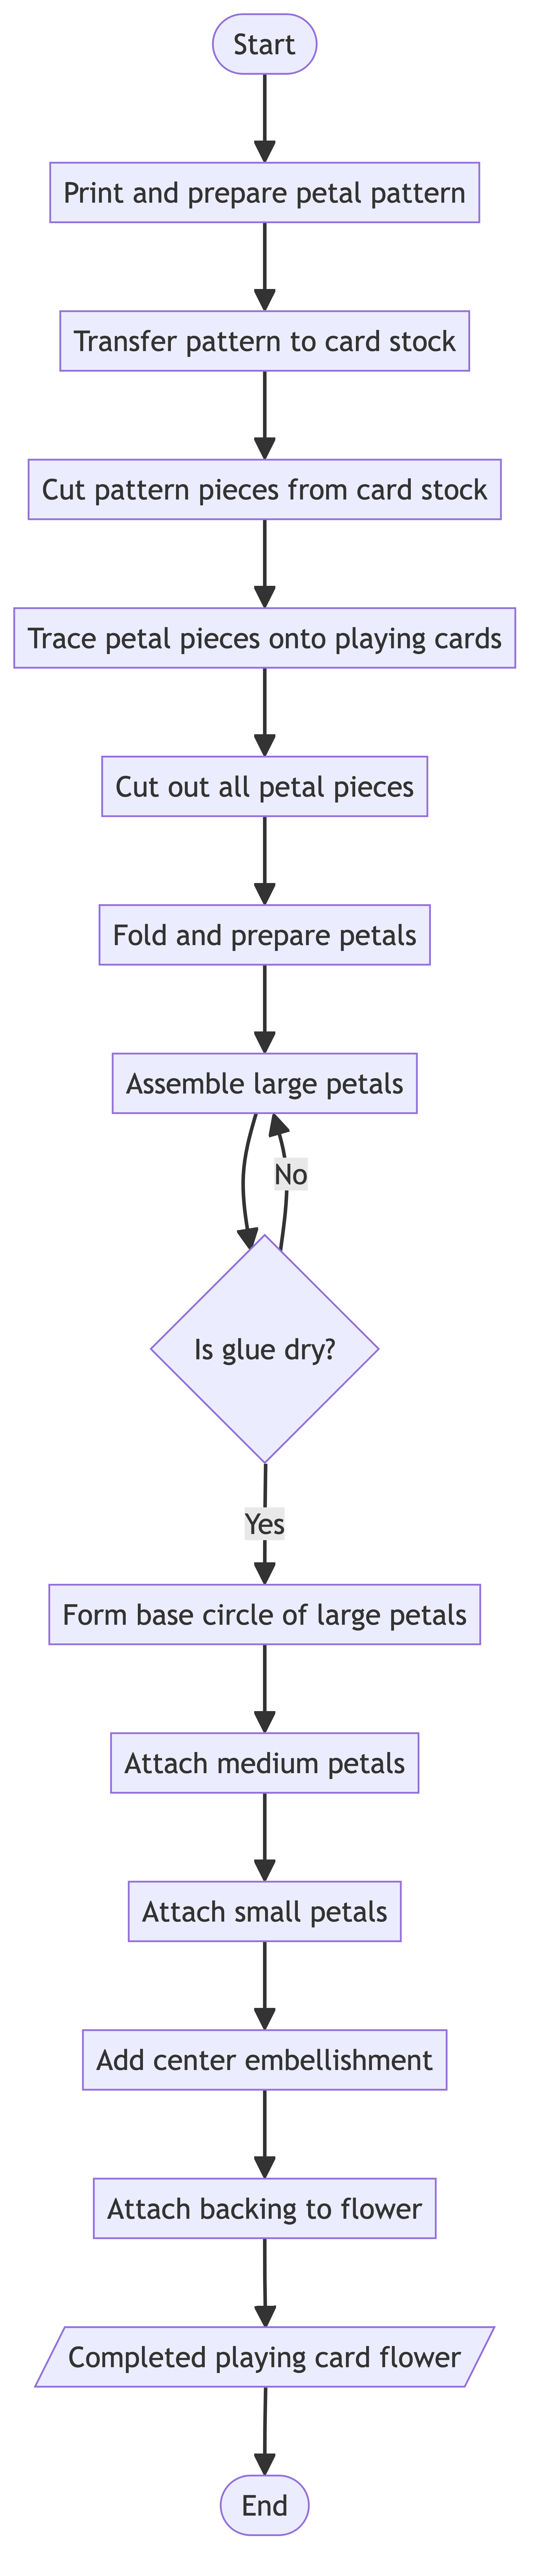 Start
Print and prepare petal pattern
Transfer pattern to card stock
Cut pattern pieces from card stock
Trace petal pieces onto playing cards
Cut out all petal pieces
Fold and prepare petals
Assemble large petals
No
Is glue dry?
Yes
Form base circle of large petals
Attach medium petals
Attach small petals
Add center embellishment
Attach backing to flower
Completed playing card flower
End